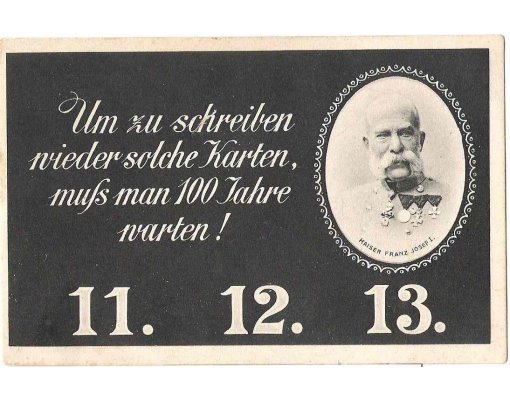 Um zu schreiben
wieder solche Karten,
muß man 100 Jahre
warten!
KAISER FRANZ JOSEF I.
11. 12. 13.